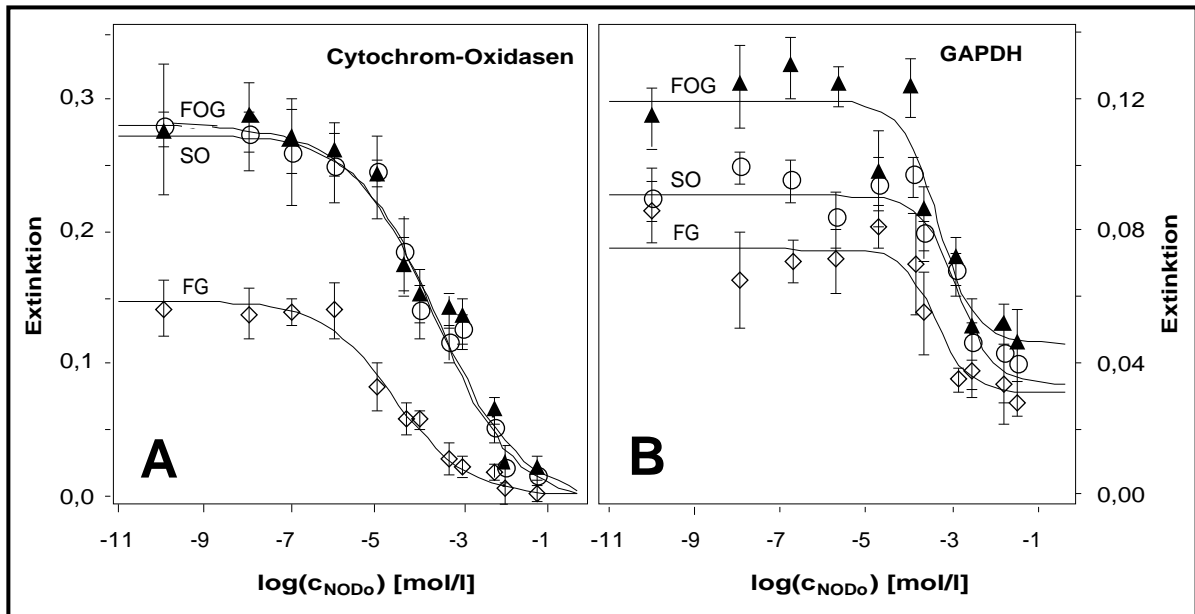 Cytochrom-Oxidasen
Extinktion
0,3
0,2
0,1
0,0
FOG
SO
FG
A
-11 -9 -7 -5 -3 -1
log(cNODo) [mol/l]
GAPDH
FOG
SO
FG
B
0,12
0,08
0,04
0,00
Extinktion
-11 -9 -7 -5 -3 -1
log(cNODo) [mol/l]